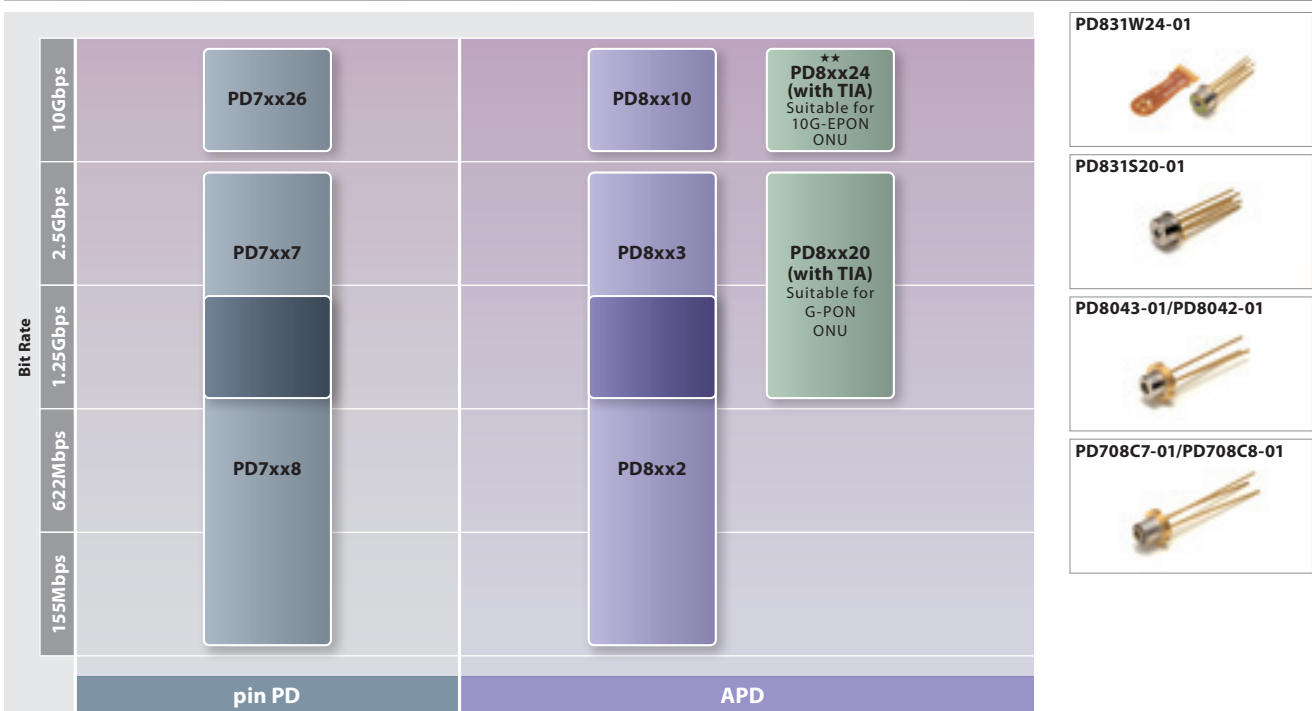 Bit Rate
10Gbps
2.5Gbps
1.25Gbps
622Mbps
155Mbps
PD7xx26
PD7xx7
PD7xx8
pin PD
PD8xx10
PD8xx3
PD8xx2
★★
PD8xx24
(with TIA)
Suitable for
10G-EPON
ONU
PD8xx20
(with TIA)
Suitable for
G-PON
ONU
APD
PD831W24-01
PD831S20-01
PD8043-01/PD8042-01
PD708C7-01/PD708C8-01